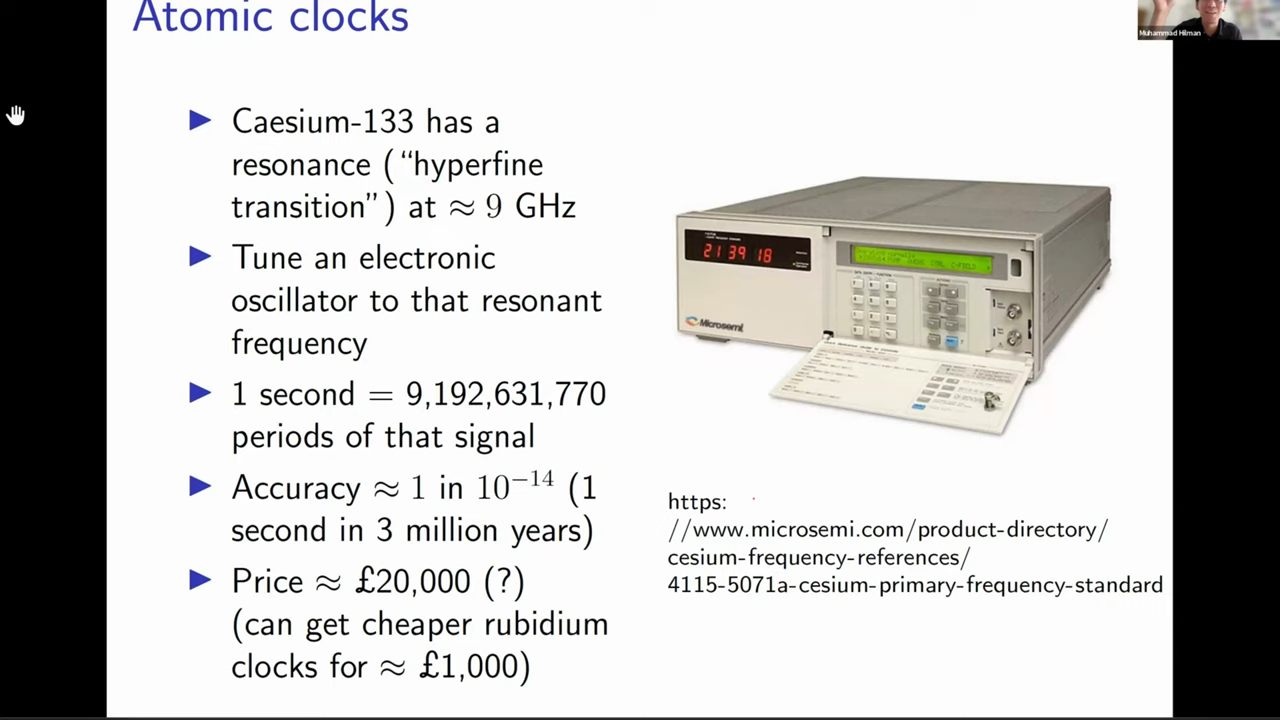 Atomic clocks
Muhammad Hilman
▶ Caesium-133 has a
resonance (“hyperfine
transition”) at ≈ 9 GHz
▶ Tune an electronic
oscillator to that resonant
frequency
▶ 1 second = 9,192,631,770
periods of that signal
▶ Accuracy ≈ 1 in 10⁻¹⁴ (1
second in 3 million years)
▶ Price ≈ £20,000 (?)
(can get cheaper rubidium
clocks for ≈ £1,000)
21 39 18
Microsemi
https:
//www.microsemi.com/product-directory/
cesium-frequency-references/
4115-5071a-cesium-primary-frequency-standard